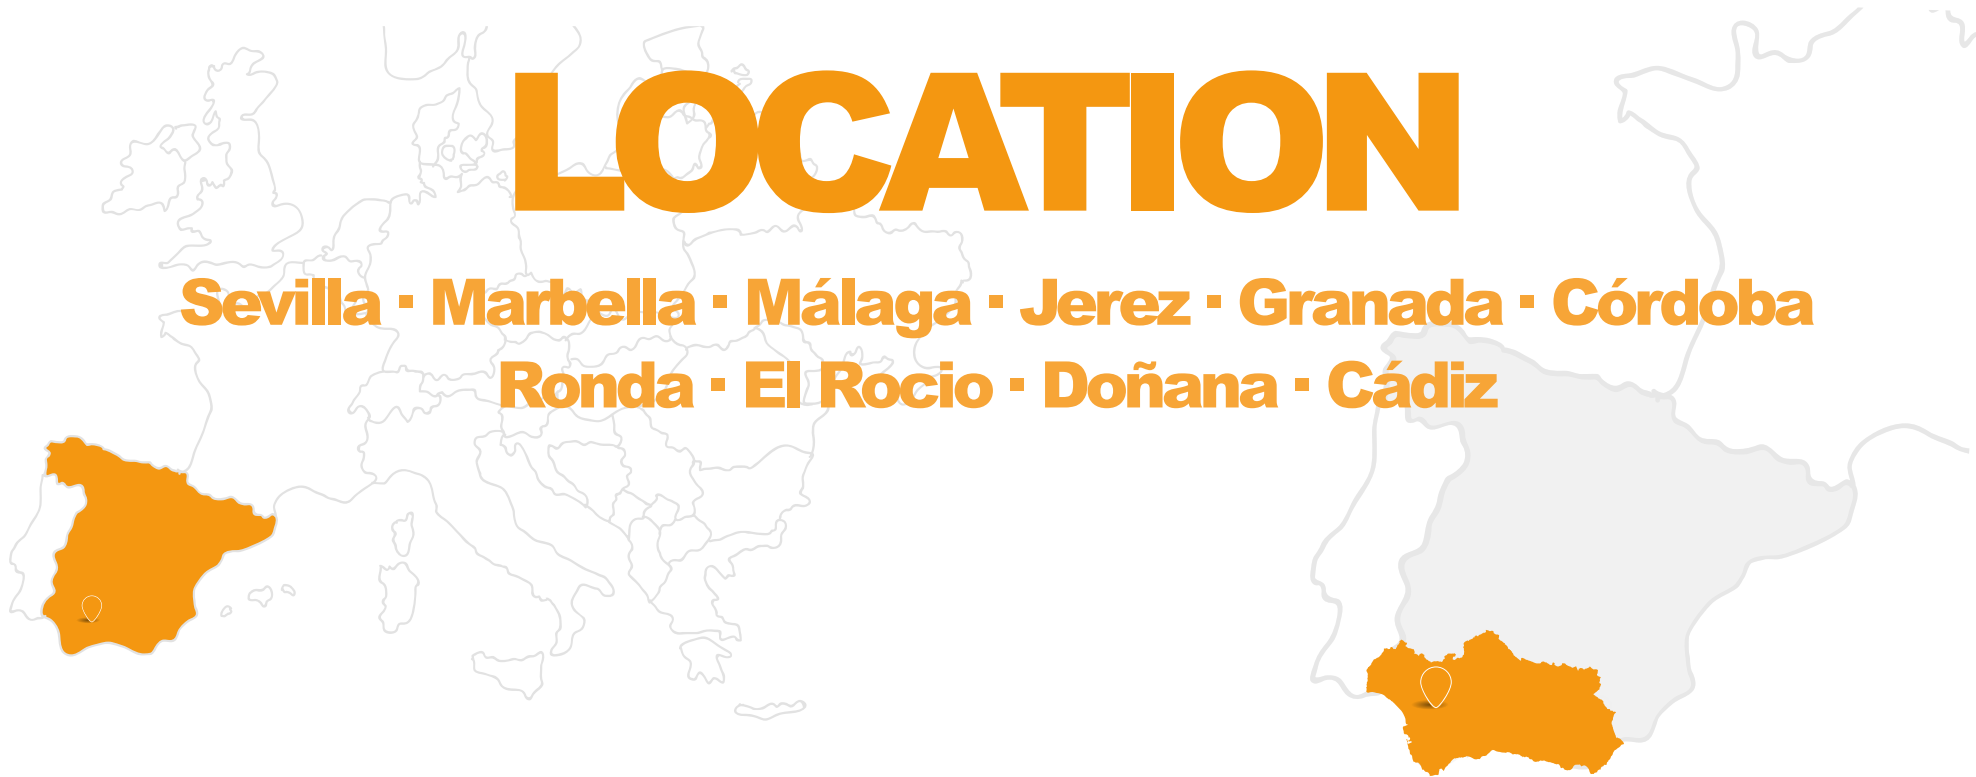 LOCATION
Sevilla · Marbella · Málaga · Jerez · Granada · Córdoba
Ronda · El Rocio · Doñana · Cádiz